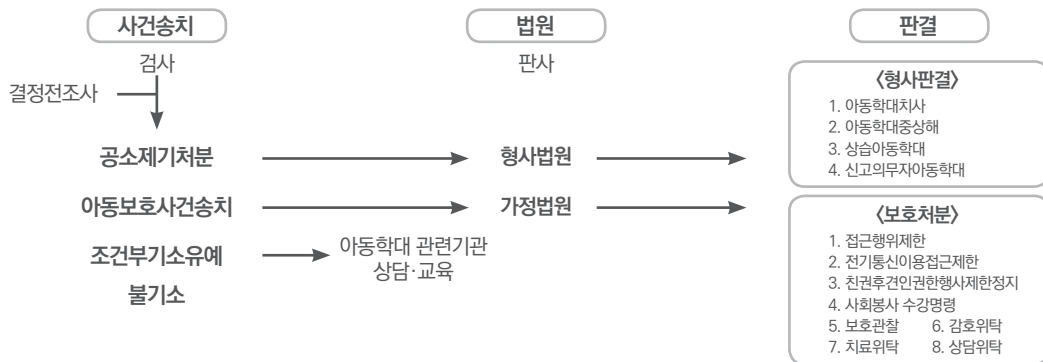 사건송치
법원
판결
검사
판사
결정전조사
〈형사판결〉
1. 아동학대치사
2. 아동학대중상해
3. 상습아동학대
4. 신고의무자아동학대
공소제기처분
형사법원
아동보호사건송치
가정법원
〈보호처분〉
1. 접근행위제한
2. 전기통신이용접근제한
3. 친권후견인권한행사제한정지
4. 사회봉사 수강명령
5. 보호관찰 6. 감호위탁
7. 치료위탁 8. 상담위탁
조건부기소유예
아동학대 관련기관
상담·교육
불기소